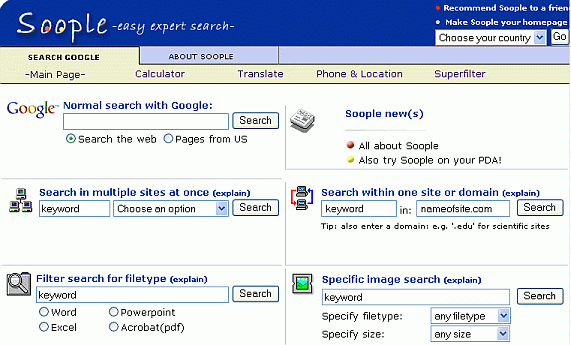 Soople -easy expert search-
Recommend Soople to a frien
Make Soople your homepage
Choose your country Go
SEARCH GOOGLE ABOUT SOOPLE
-Main Page- Calculator Translate Phone & Location Superfilter
Google™ Normal search with Google:
Search
Search the web Pages from US
Soople new(s)
All about Soople
Also try Soople on your PDA!
Search in multiple sites at once (explain)
keyword Choose an option Search
Search within one site or domain (explain)
keyword in: nameofsite.com Search
Tip: also enter a domain: e.g. '.edu' for scientific sites
Filter search for filetype (explain)
keyword Search
Word Powerpoint
Excel Acrobat(pdf)
Specific image search (explain)
keyword Search
Specify filetype: any filetype
Specify size: any size